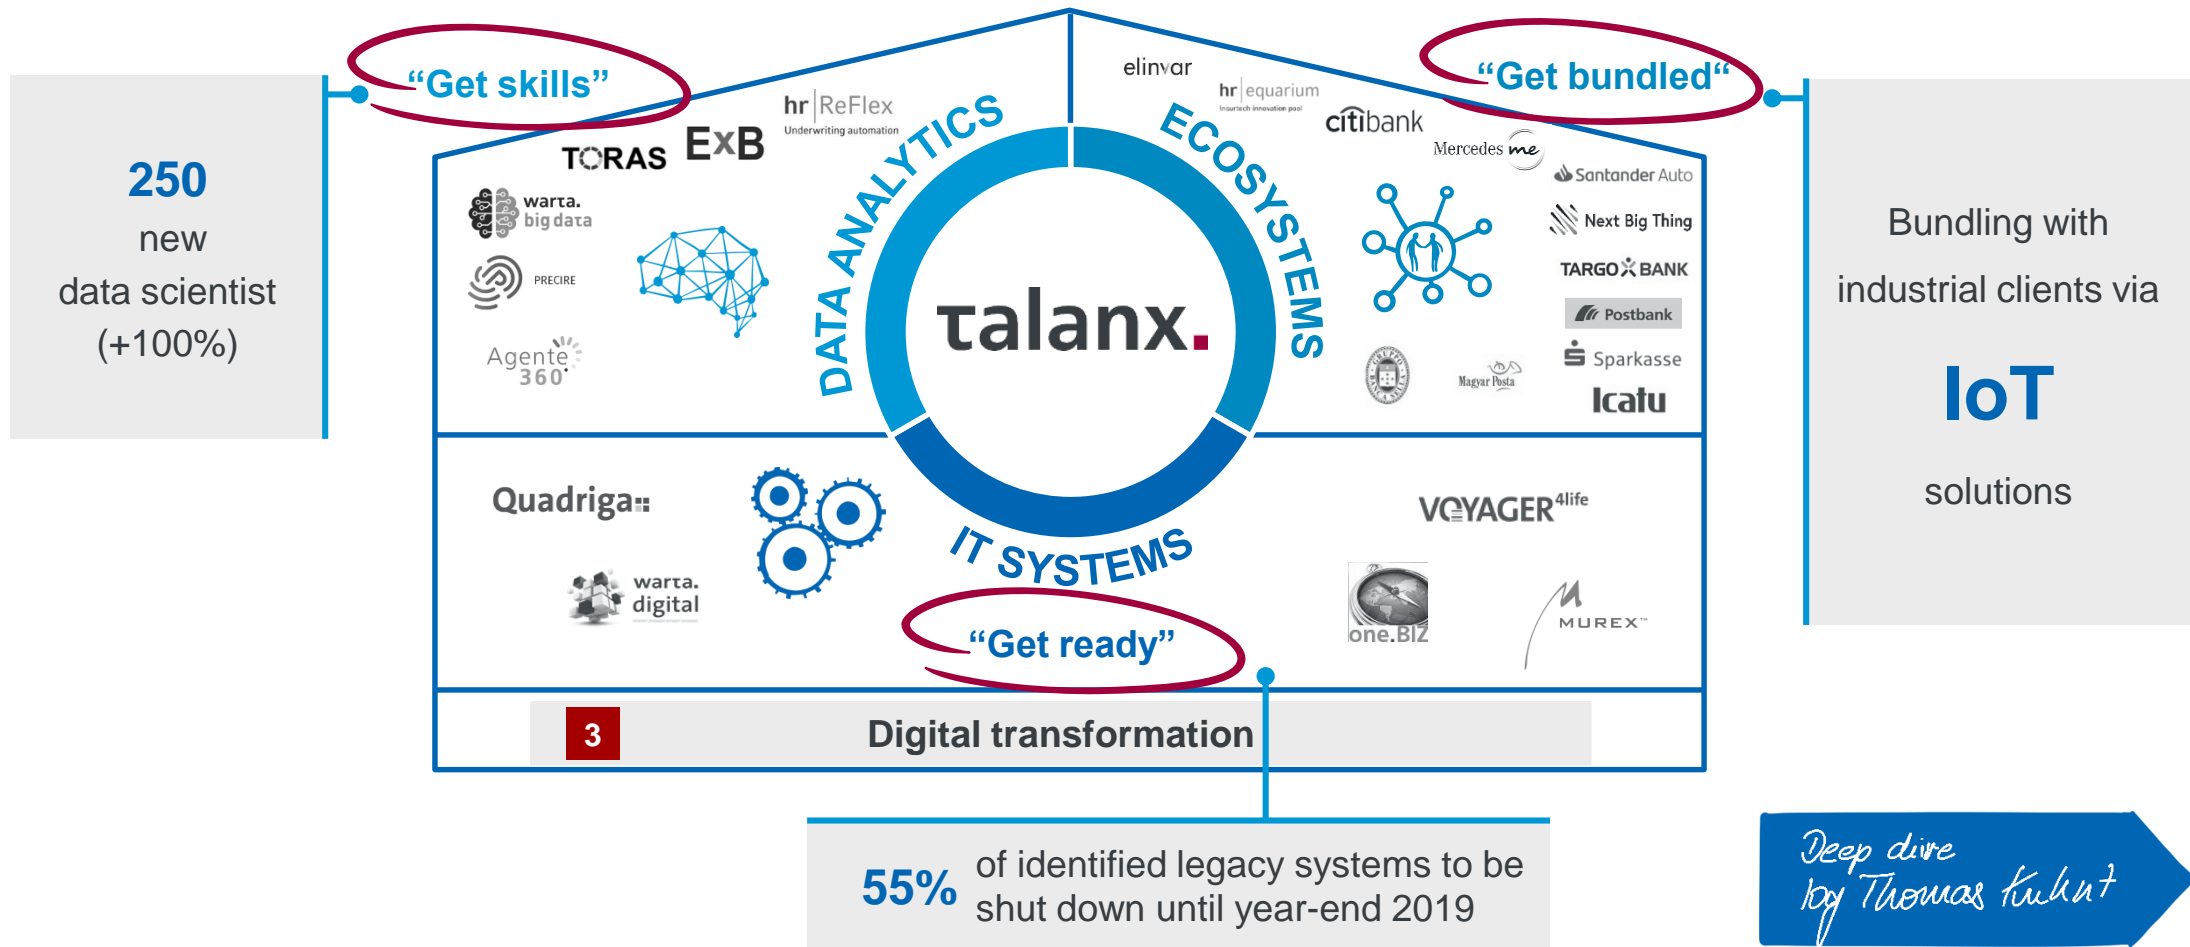 “Get skills”
250
new
data scientist
(+100%)
hr|ReFlex
Underwriting automation
ExB
TORAS
warta.
big data
PRECIRE
Agente
360°
DATA ANALYTICS
talanx.
ECOSYSTEMS
IT SYSTEMS
elinvar
hr|equarium
Insurtech innovation pool
citibank
Mercedes me
“Get bundled“
Santander Auto
Next Big Thing
TARGO BANK
Postbank
Sparkasse
Icatu
Magyar Posta
Bundling with
industrial clients via
IoT
solutions
Quadriga
warta.
digital
“Get ready”
VOYAGER4life
one.BIZ
MUREX™
3
Digital transformation
55%
of identified legacy systems to be
shut down until year-end 2019
Deep dive
by Thomas Kuhnt